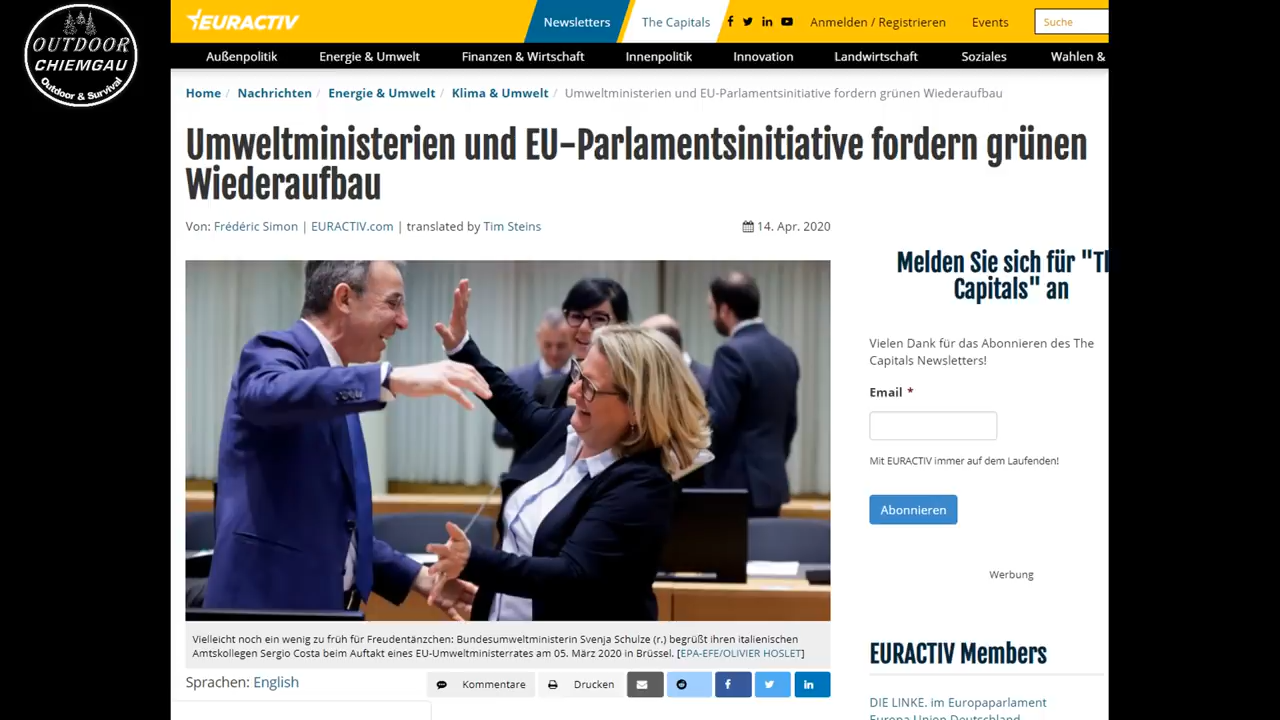 OUTDOOR
CHIEMGAU
Outdoor & Survival
EURACTIV
Newsletters
The Capitals
Anmelden / Registrieren
Events
Suche
Außenpolitik
Energie & Umwelt
Finanzen & Wirtschaft
Innenpolitik
Innovation
Landwirtschaft
Soziales
Wahlen &
Home / Nachrichten / Energie & Umwelt / Klima & Umwelt / Umweltministerien und EU-Parlamentsinitiative fordern grünen Wiederaufbau
Umweltministerien und EU-Parlamentsinitiative fordern grünen
Wiederaufbau
Von: Frédéric Simon | EURACTIV.com | translated by Tim Steins
14. Apr. 2020
Vielleicht noch ein wenig zu früh für Freudentänzchen: Bundesumweltministerin Svenja Schulze (r.) begrüßt ihren italienischen
Amtskollegen Sergio Costa beim Auftakt eines EU-Umweltministerrates am 05. März 2020 in Brüssel. [EPA-EFE/OLIVIER HOSLET]
Sprachen: English
Kommentare
Drucken
Melden Sie sich für "Th
Capitals" an
Vielen Dank für das Abonnieren des The
Capitals Newsletters!
Email *
Mit EURACTIV immer auf dem Laufenden!
Abonnieren
Werbung
EURACTIV Members
DIE LINKE. im Europaparlament
Europa Union Deutschland